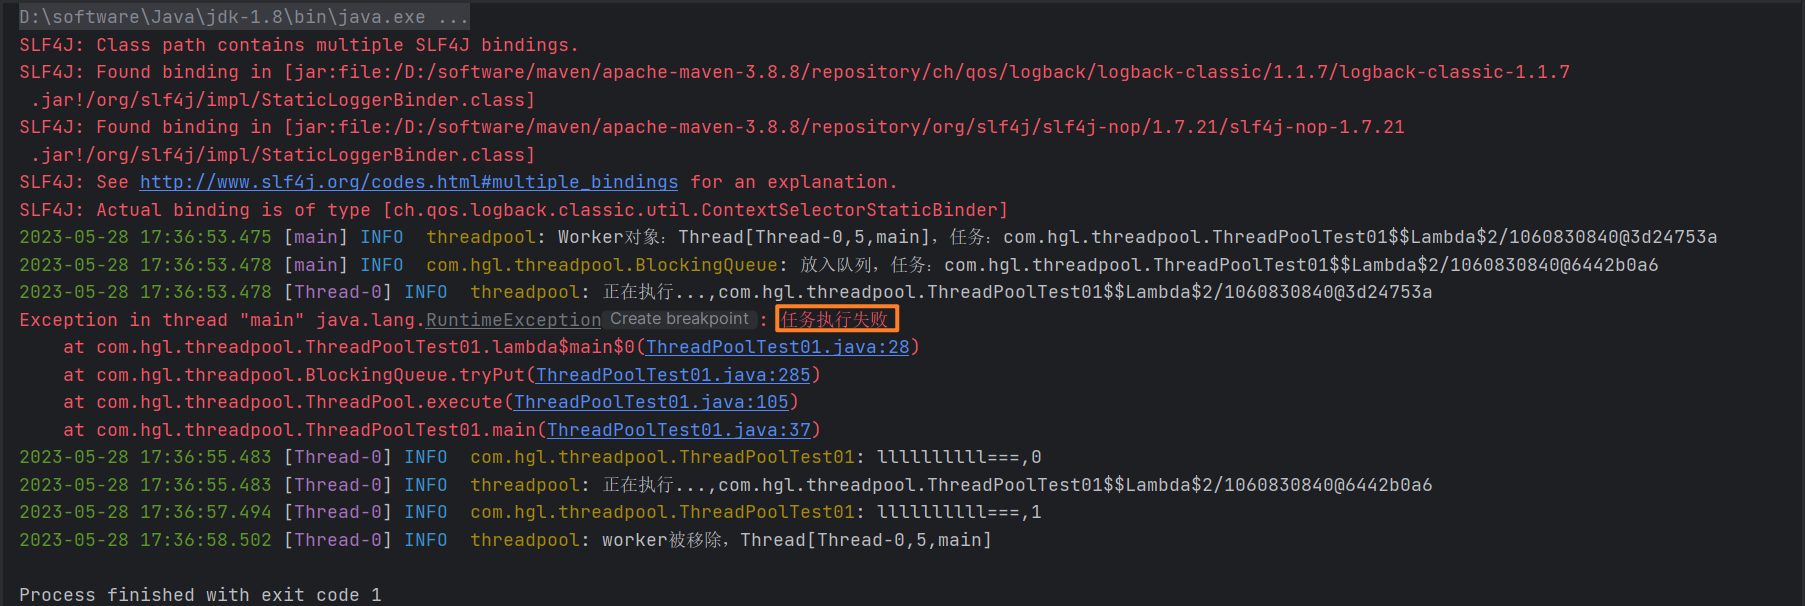 D:\software\Java\jdk-1.8\bin\java.exe ...
SLF4J: Class path contains multiple SLF4J bindings.
SLF4J: Found binding in [jar:file:/D:/software/maven/apache-maven-3.8.8/repository/ch/qos/logback/logback-classic/1.1.7/logback-classic-1.1.7
.jar!/org/slf4j/impl/StaticLoggerBinder.class]
SLF4J: Found binding in [jar:file:/D:/software/maven/apache-maven-3.8.8/repository/org/slf4j/slf4j-nop/1.7.21/slf4j-nop-1.7.21
.jar!/org/slf4j/impl/StaticLoggerBinder.class]
SLF4J: See http://www.slf4j.org/codes.html#multiple_bindings for an explanation.
SLF4J: Actual binding is of type [ch.qos.logback.classic.util.ContextSelectorStaticBinder]
2023-05-28 17:36:53.475 [main] INFO  threadpool: Worker对象：Thread[Thread-0,5,main]，任务：com.hgl.threadpool.ThreadPoolTest01$$Lambda$2/1060830840@3d24753a
2023-05-28 17:36:53.478 [main] INFO  com.hgl.threadpool.BlockingQueue: 放入队列，任务：com.hgl.threadpool.ThreadPoolTest01$$Lambda$2/1060830840@6442b0a6
2023-05-28 17:36:53.478 [Thread-0] INFO  threadpool: 正在执行...,com.hgl.threadpool.ThreadPoolTest01$$Lambda$2/1060830840@3d24753a
Exception in thread "main" java.lang.RuntimeException Create breakpoint : 任务执行失败
at com.hgl.threadpool.ThreadPoolTest01.lambda$main$0(ThreadPoolTest01.java:28)
at com.hgl.threadpool.BlockingQueue.tryPut(ThreadPoolTest01.java:285)
at com.hgl.threadpool.ThreadPool.execute(ThreadPoolTest01.java:105)
at com.hgl.threadpool.ThreadPoolTest01.main(ThreadPoolTest01.java:37)
2023-05-28 17:36:55.483 [Thread-0] INFO  com.hgl.threadpool.ThreadPoolTest01: llllllllll===,0
2023-05-28 17:36:55.483 [Thread-0] INFO  threadpool: 正在执行...,com.hgl.threadpool.ThreadPoolTest01$$Lambda$2/1060830840@6442b0a6
2023-05-28 17:36:57.494 [Thread-0] INFO  com.hgl.threadpool.ThreadPoolTest01: llllllllll===,1
2023-05-28 17:36:58.502 [Thread-0] INFO  threadpool: worker被移除，Thread[Thread-0,5,main]
Process finished with exit code 1